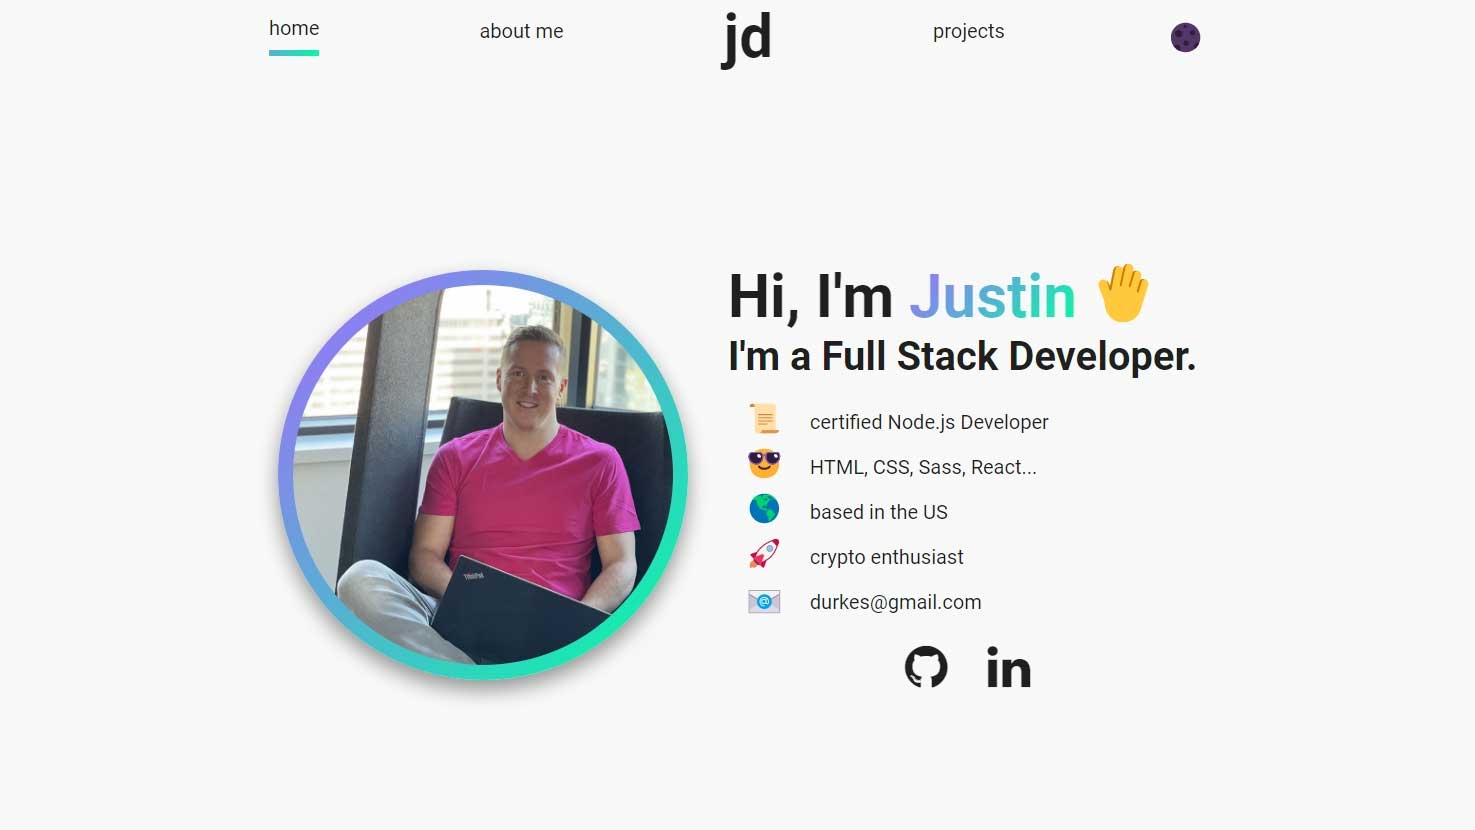 home
about me
jd
projects
Hi, I'm Justin
I'm a Full Stack Developer.
certified Node.js Developer
HTML, CSS, Sass, React...
based in the US
crypto enthusiast
durkes@gmail.com
in
ThinkPad